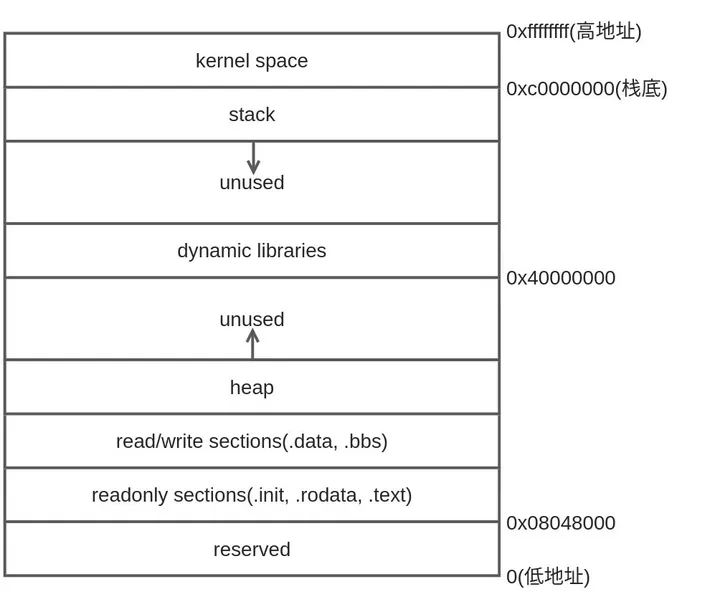 0xffffffff(高地址)
kernel space
0xc0000000(栈底)
stack
unused
dynamic libraries
0x40000000
unused
heap
read/write sections(.data, .bbs)
readonly sections(.init, .rodata, .text)
0x08048000
reserved
0(低地址)